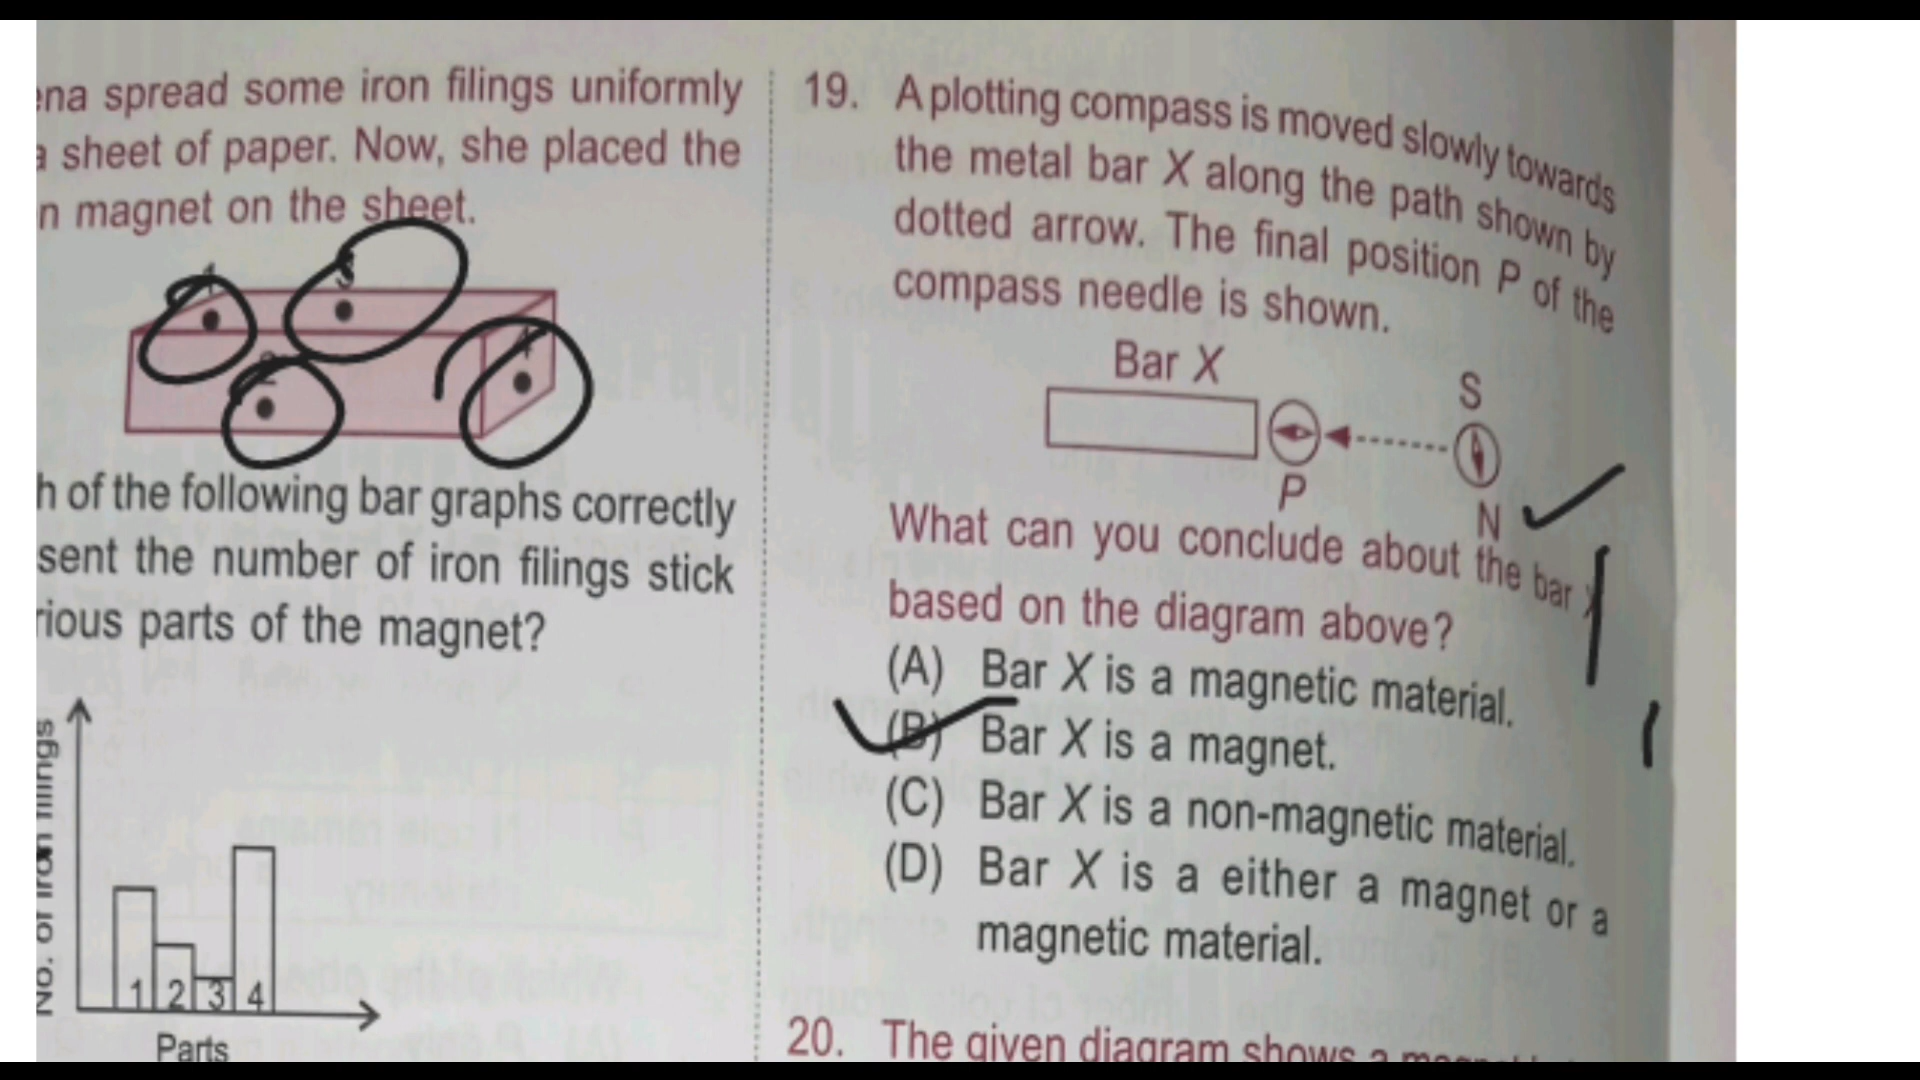 ena spread some iron filings uniformly
a sheet of paper. Now, she placed the
n magnet on the sheet.
1
3
2
4
h of the following bar graphs correctly
sent the number of iron filings stick
rious parts of the magnet?
No. of iron filings
1 2 3 4
Parts
19. A plotting compass is moved slowly towards
the metal bar X along the path shown by
dotted arrow. The final position P of the
compass needle is shown.
Bar X
S
P
N
What can you conclude about the bar X
based on the diagram above?
(A) Bar X is a magnetic material.
(B) Bar X is a magnet.
(C) Bar X is a non-magnetic material.
(D) Bar X is a either a magnet or a
magnetic material.
20. The given diagram shows a